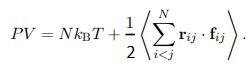 PV = Nk_B T + \frac{1}{2} \left\langle \sum_{i<j}^{N} \mathbf{r}_{ij} \cdot \mathbf{f}_{ij} \right\rangle .